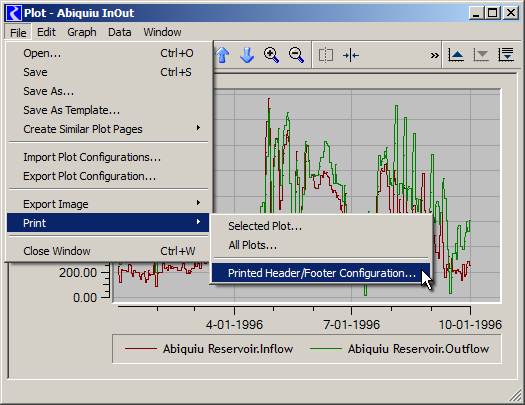 Plot - Abiquiu InOut
File Edit Graph Data Window
Open... Ctrl+O
Save Ctrl+S
Save As...
Save As Template...
Create Similar Plot Pages
Import Plot Configurations...
Export Plot Configuration...
Export Image
Print
Close Window Ctrl+W
Selected Plot...
All Plots...
Printed Header/Footer Configuration...
200.00
0.00
4-01-1996 7-01-1996 10-01-1996
Abiquiu Reservoir.Inflow Abiquiu Reservoir.Outflow